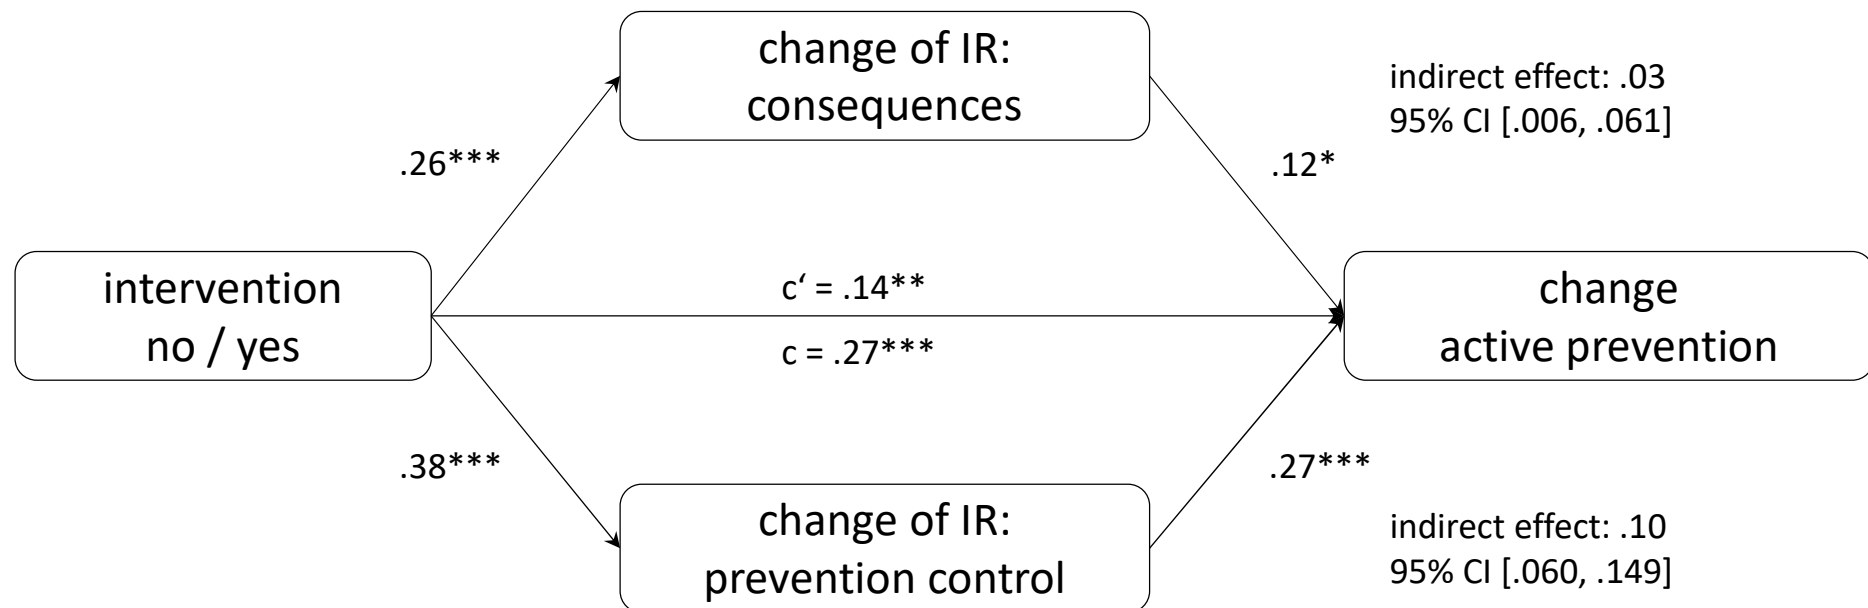 change of IR:
consequences
indirect effect: .03
95% CI [.006, .061]
.26***
.12*
intervention
no / yes
c‘ = .14**
c = .27***
change
active prevention
.38***
.27***
change of IR:
prevention control
indirect effect: .10
95% CI [.060, .149]